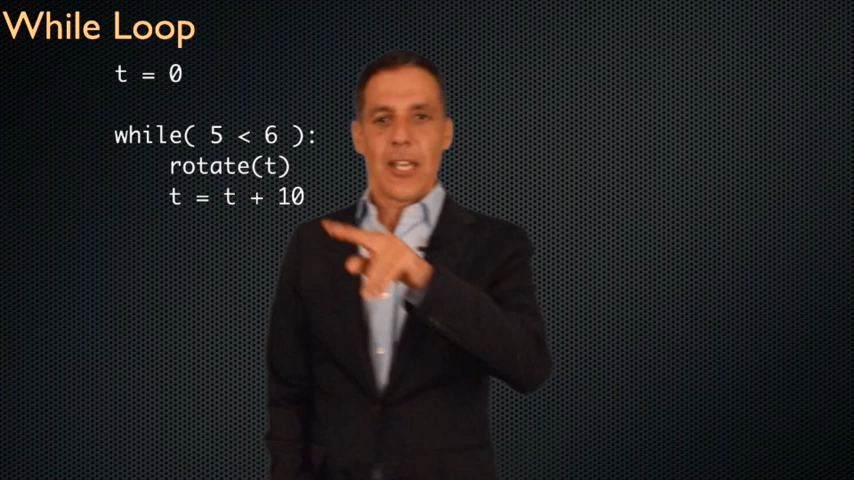 While Loop
t = 0
while( 5 < 6 ):
    rotate(t)
    t = t + 10